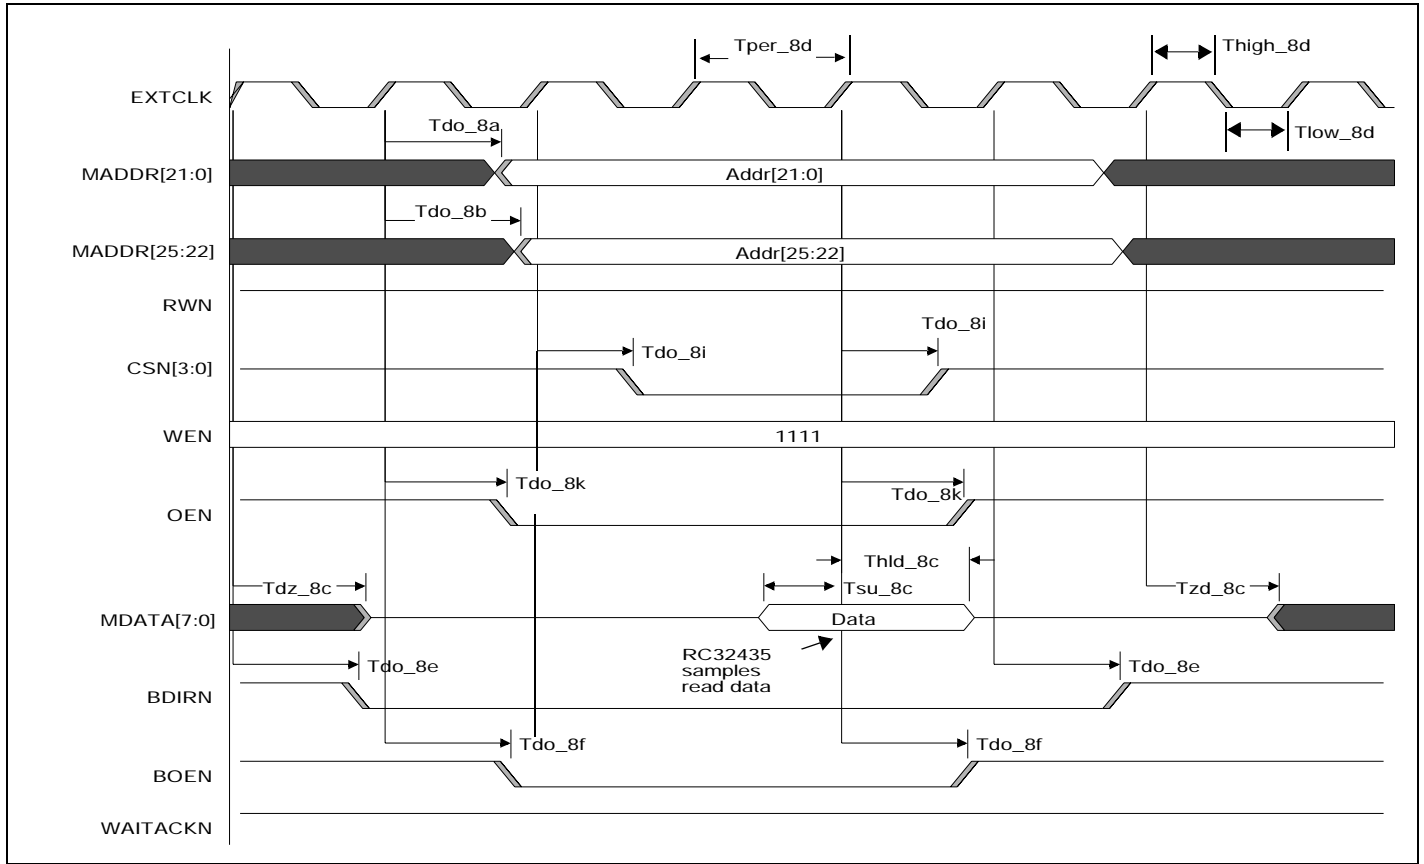 Tper_8d
Thigh_8d
EXTCLK
Tdo_8a
Tlow_8d
MADDR[21:0]
Addr[21:0]
Tdo_8b
MADDR[25:22]
Addr[25:22]
RWN
Tdo_8i
Tdo_8i
CSN[3:0]
WEN
1111
Tdo_8k
Tdo_8k
OEN
Thld_8c
Tdz_8c
Tsu_8c
Tzd_8c
MDATA[7:0]
Data
RC32435
samples
read data
Tdo_8e
Tdo_8e
BDIRN
Tdo_8f
Tdo_8f
BOEN
WAITACKN